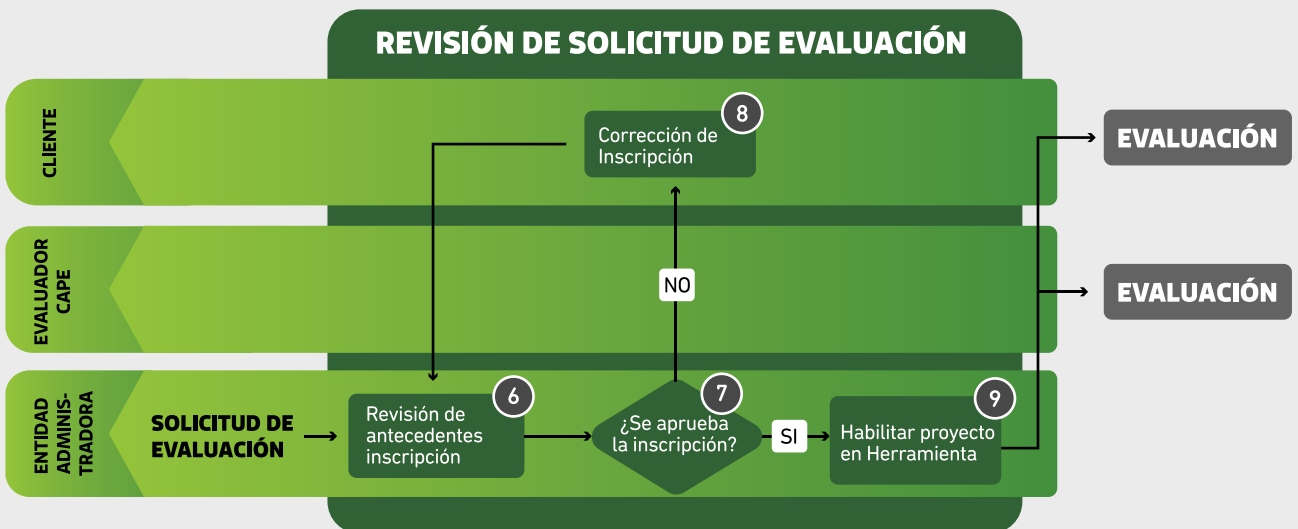 REVISIÓN DE SOLICITUD DE EVALUACIÓN
CLIENTE
8
Corrección de
Inscripción
EVALUACIÓN
EVALUADOR
CAPE
NO
EVALUACIÓN
ENTIDAD
ADMINIS-
TRADORA
SOLICITUD DE
EVALUACIÓN
6
Revisión de
antecedentes
inscripción
7
¿Se aprueba
la inscripción?
SI
9
Habilitar proyecto
en Herramienta